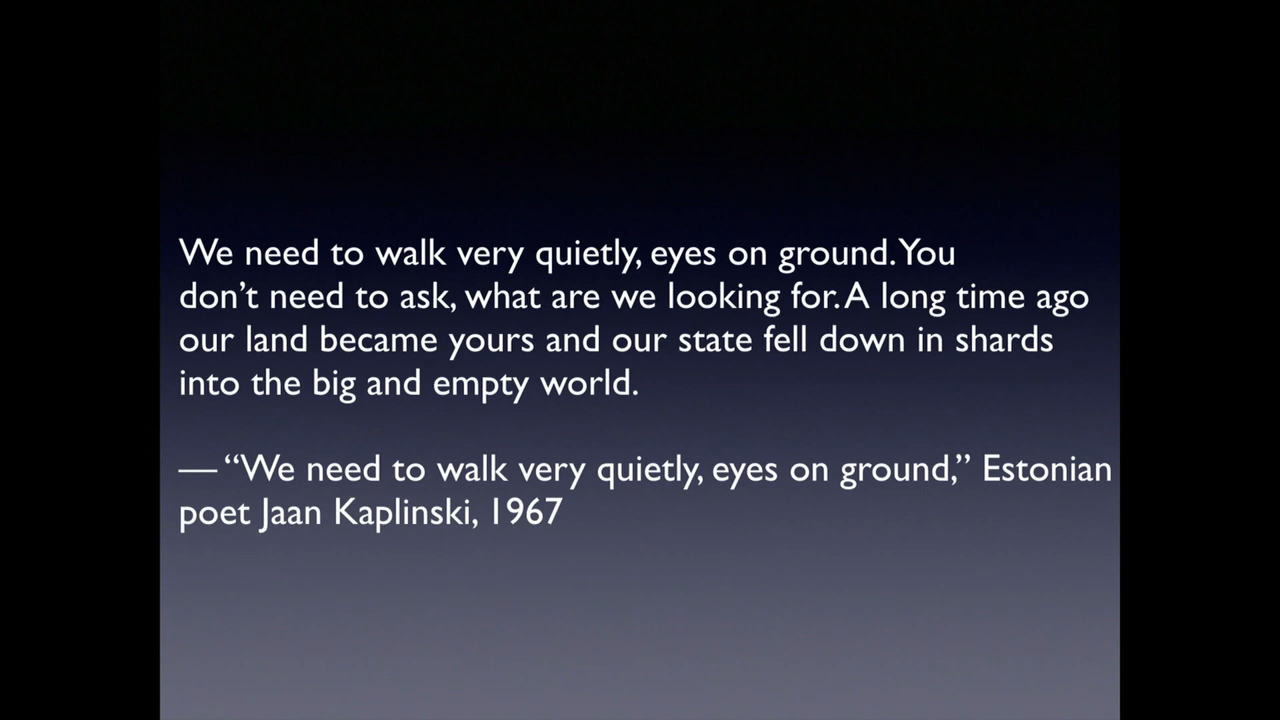 We need to walk very quietly, eyes on ground. You
don’t need to ask, what are we looking for. A long time ago
our land became yours and our state fell down in shards
into the big and empty world.
— “We need to walk very quietly, eyes on ground,” Estonian
poet Jaan Kaplinski, 1967